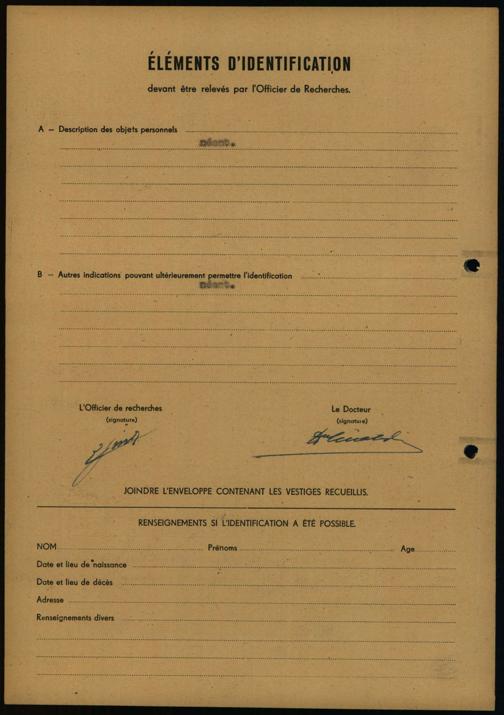 ÉLÉMENTS D'IDENTIFICATION
devant être relevés par l'Officier de Recherches.
A — Description des objets personnels
néant.
B — Autres indications pouvant ultérieurement permettre l'identification
néant.
L'Officier de recherches
(signature)
Le Docteur
(signature)
JOINDRE L'ENVELOPPE CONTENANT LES VESTIGES RECUEILLIS.
RENSEIGNEMENTS SI L'IDENTIFICATION A ÉTÉ POSSIBLE.
NOM Prénoms Age
Date et lieu de naissance
Date et lieu de décès
Adresse
Renseignements divers